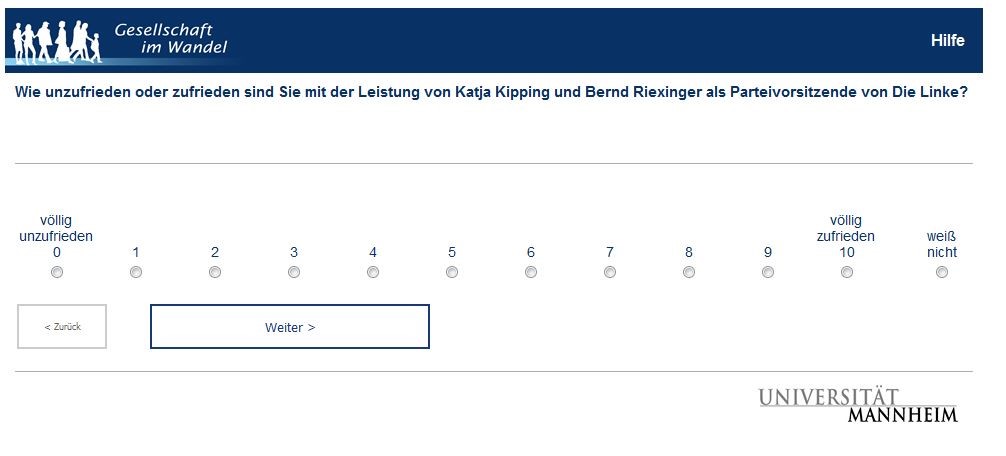 Gesellschaft
im Wandel
Hilfe
Wie unzufrieden oder zufrieden sind Sie mit der Leistung von Katja Kipping und Bernd Riexinger als Parteivorsitzende von Die Linke?
völlig völlig
unzufrieden zufrieden weiß
0 1 2 3 4 5 6 7 8 9 10 nicht
< Zurück Weiter >
UNIVERSITÄT
MANNHEIM